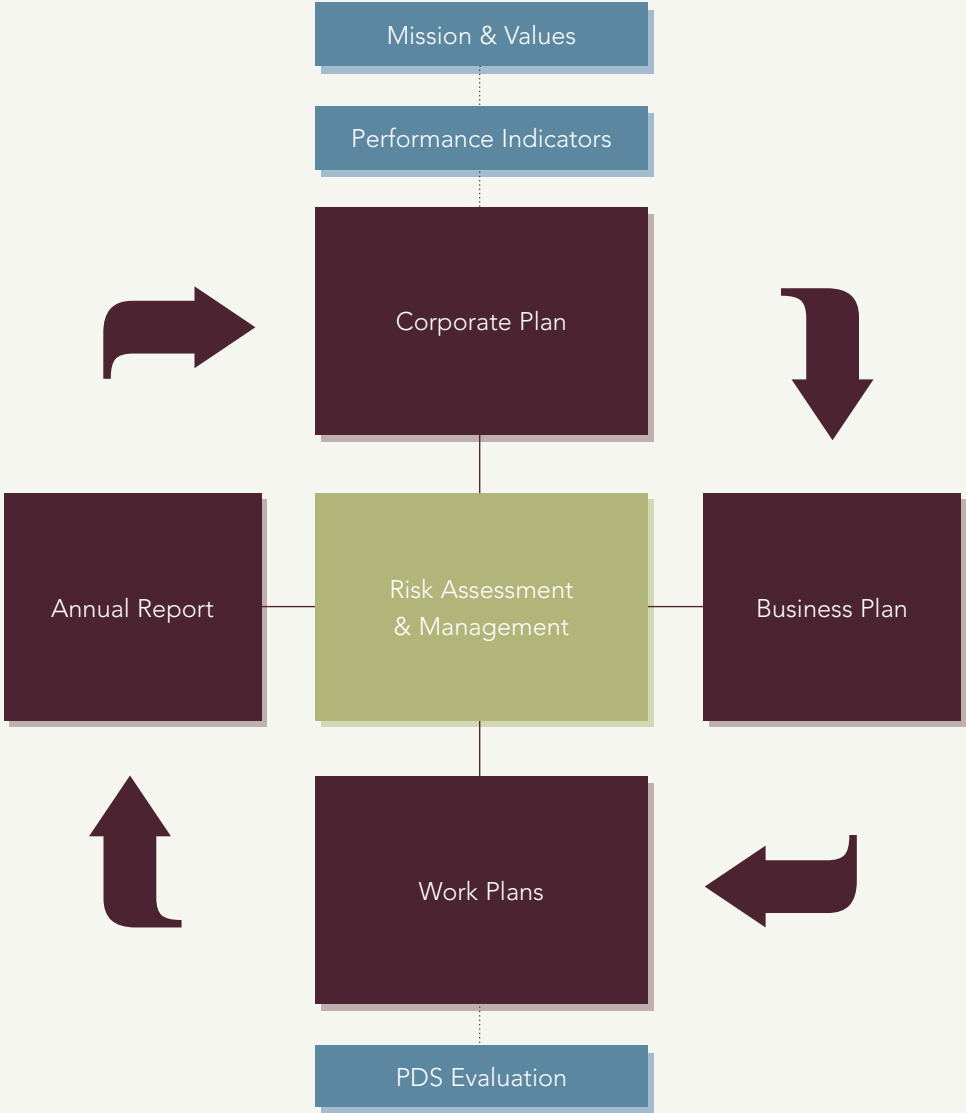 Mission & Values
Performance Indicators
Corporate Plan
Annual Report
Risk Assessment
& Management
Business Plan
Work Plans
PDS Evaluation